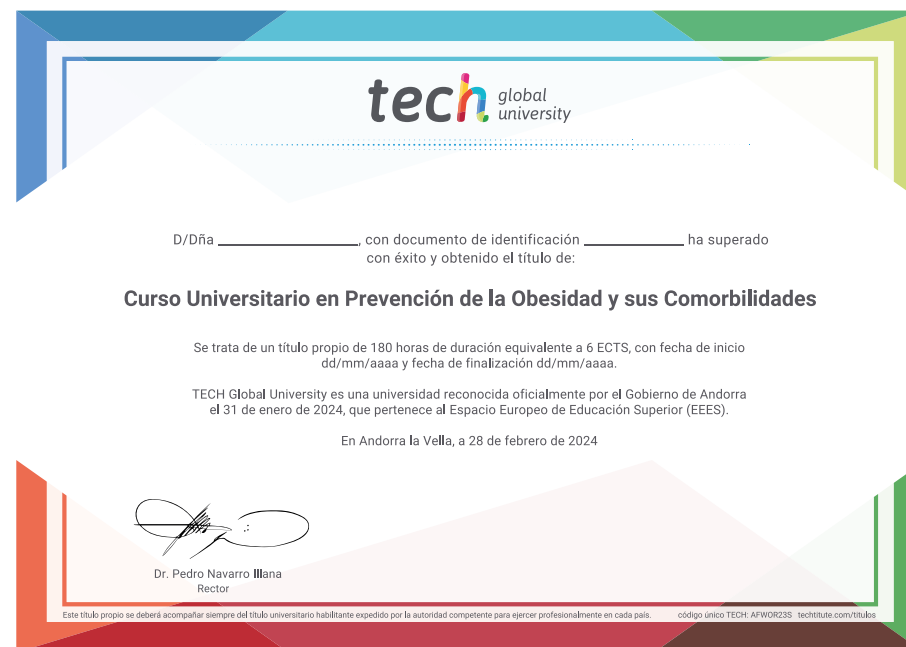 tech global university
D/Dña ____________________, con documento de identificación ______________ ha superado
con éxito y obtenido el título de:
Curso Universitario en Prevención de la Obesidad y sus Comorbilidades
Se trata de un título propio de 180 horas de duración equivalente a 6 ECTS, con fecha de inicio
dd/mm/aaaa y fecha de finalización dd/mm/aaaa.
TECH Global University es una universidad reconocida oficialmente por el Gobierno de Andorra
el 31 de enero de 2024, que pertenece al Espacio Europeo de Educación Superior (EEES).
En Andorra la Vella, a 28 de febrero de 2024
Dr. Pedro Navarro Illana
Rector
Este título propio se deberá acompañar siempre del título universitario habilitante expedido por la autoridad competente para ejercer profesionalmente en cada país. código único TECH: AFWOR23S techtitute.com/titulos